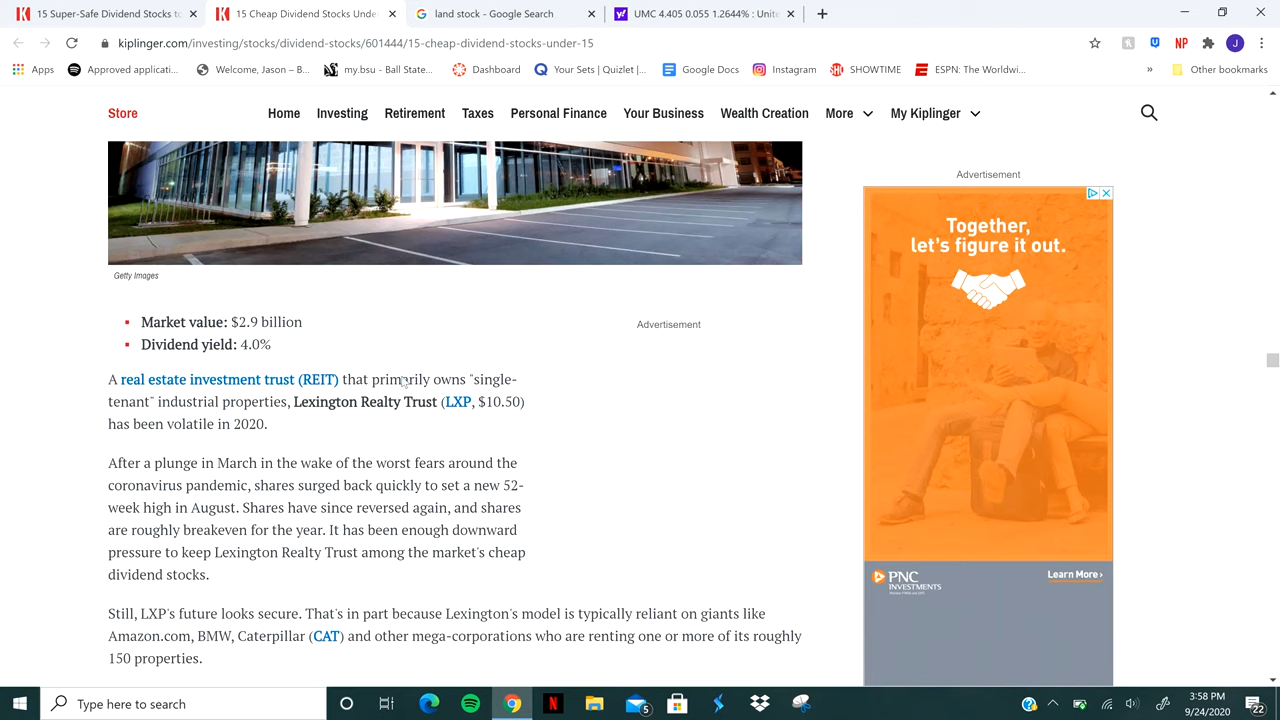 15 Super-Safe Dividend Stocks to
15 Cheap Dividend Stocks Unde
land stock - Google Search
UMC 4.405 0.055 1.2644% : Unite
kiplinger.com/investing/stocks/dividend-stocks/601444/15-cheap-dividend-stocks-under-15
NP
J
Apps
Approved applicati...
Welcome, Jason – B...
my.bsu - Ball State...
Dashboard
Your Sets | Quizlet |...
Google Docs
Instagram
SHOWTIME
ESPN: The Worldwi...
»
Other bookmarks
Store
Home
Investing
Retirement
Taxes
Personal Finance
Your Business
Wealth Creation
More
My Kiplinger
Getty Images
Advertisement
Market value: $2.9 billion
Dividend yield: 4.0%
A real estate investment trust (REIT) that primarily owns "single-
tenant" industrial properties, Lexington Realty Trust (LXP, $10.50)
has been volatile in 2020.
After a plunge in March in the wake of the worst fears around the
coronavirus pandemic, shares surged back quickly to set a new 52-
week high in August. Shares have since reversed again, and shares
are roughly breakeven for the year. It has been enough downward
pressure to keep Lexington Realty Trust among the market's cheap
dividend stocks.
Still, LXP's future looks secure. That's in part because Lexington's model is typically reliant on giants like
Amazon.com, BMW, Caterpillar (CAT) and other mega-corporations who are renting one or more of its roughly
150 properties.
Advertisement
Together,
let's figure it out.
PNC
INVESTMENTS
Learn More ›
Type here to search
5
3:58 PM
9/24/2020
22